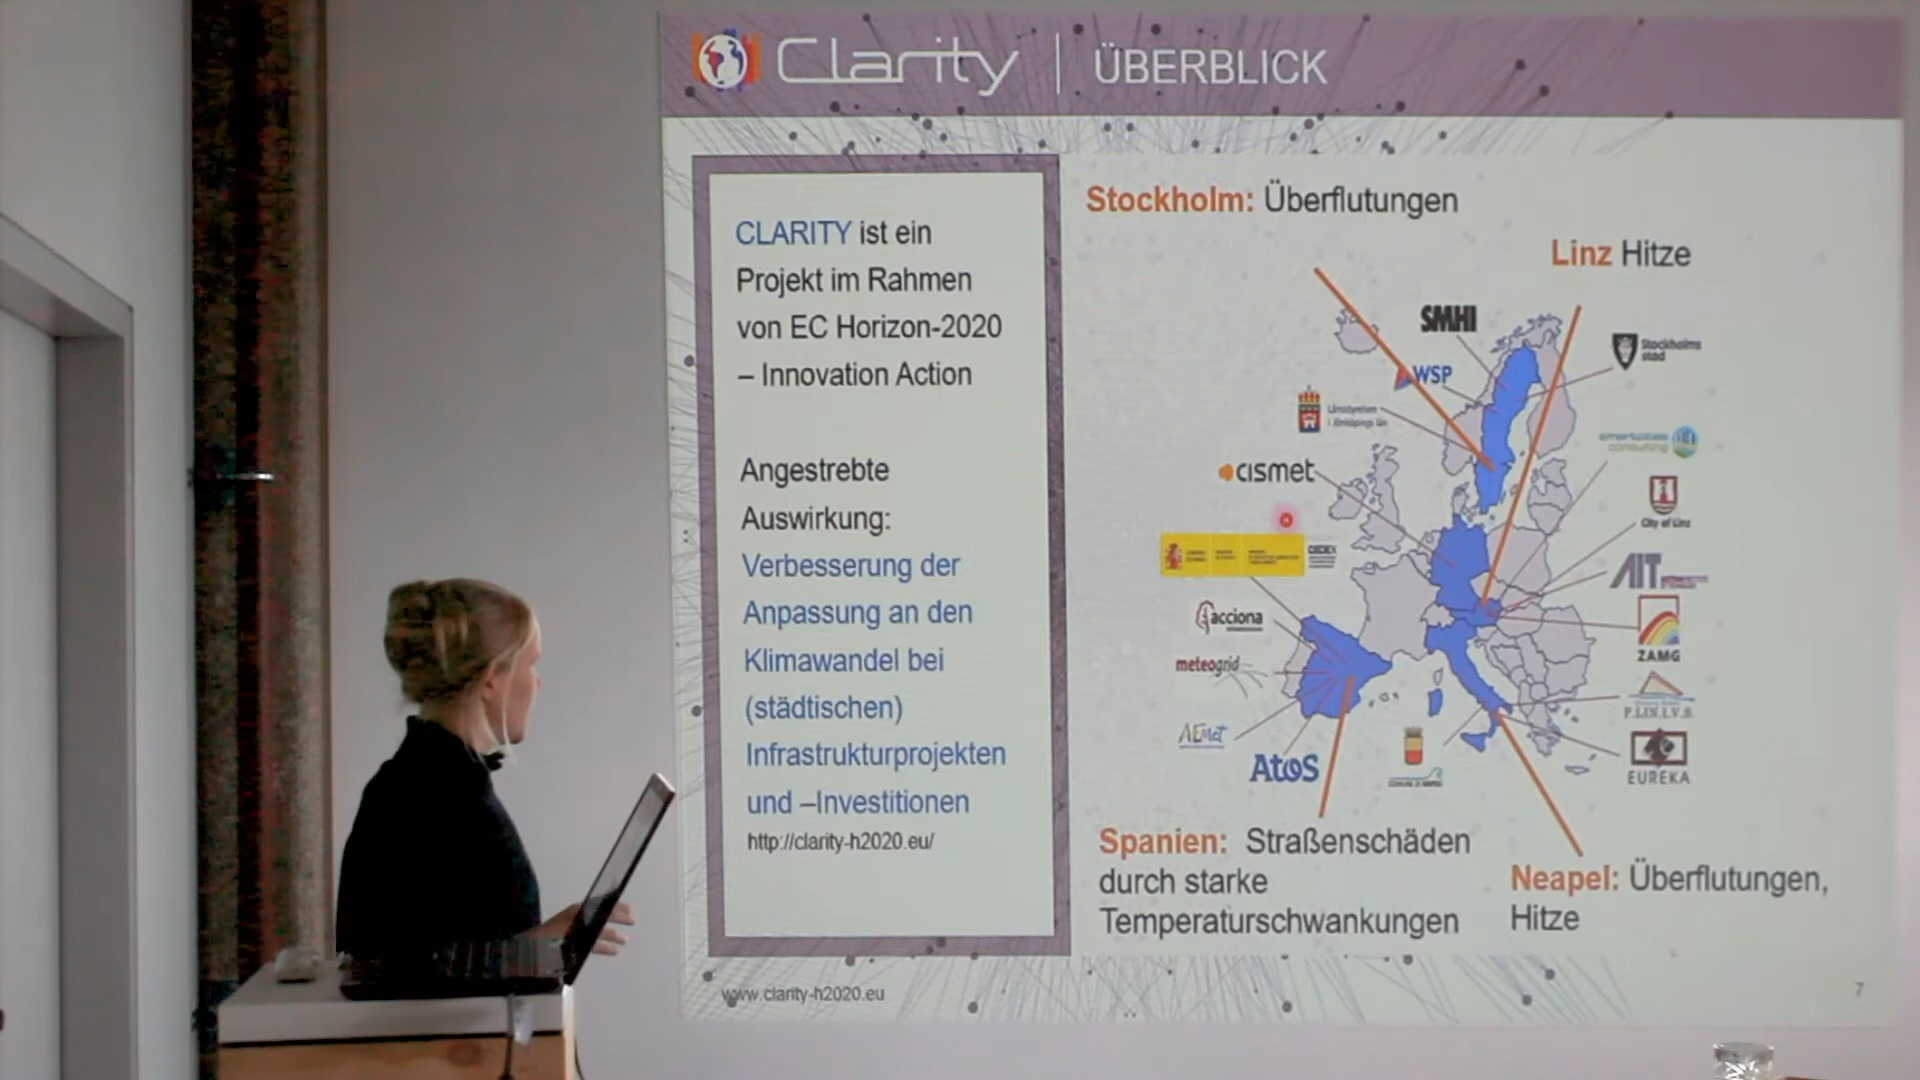 Clarity | ÜBERBLICK
CLARITY ist ein
Projekt im Rahmen
von EC Horizon-2020
– Innovation Action
Angestrebte
Auswirkung:
Verbesserung der
Anpassung an den
Klimawandel bei
(städtischen)
Infrastrukturprojekten
und –Investitionen
http://clarity-h2020.eu/
Stockholm: Überflutungen
Linz Hitze
SMHI
Stockholms
stad
WSP
smartcities
consulting
cismet
City of Linz
CEDEX
AIT
acciona
ZAMG
meteogrid
P.LIN.I.V.S.
AEmet
Atos
EUREKA
Spanien: Straßenschäden
durch starke
Temperaturschwankungen
Neapel: Überflutungen,
Hitze
www.clarity-h2020.eu
7